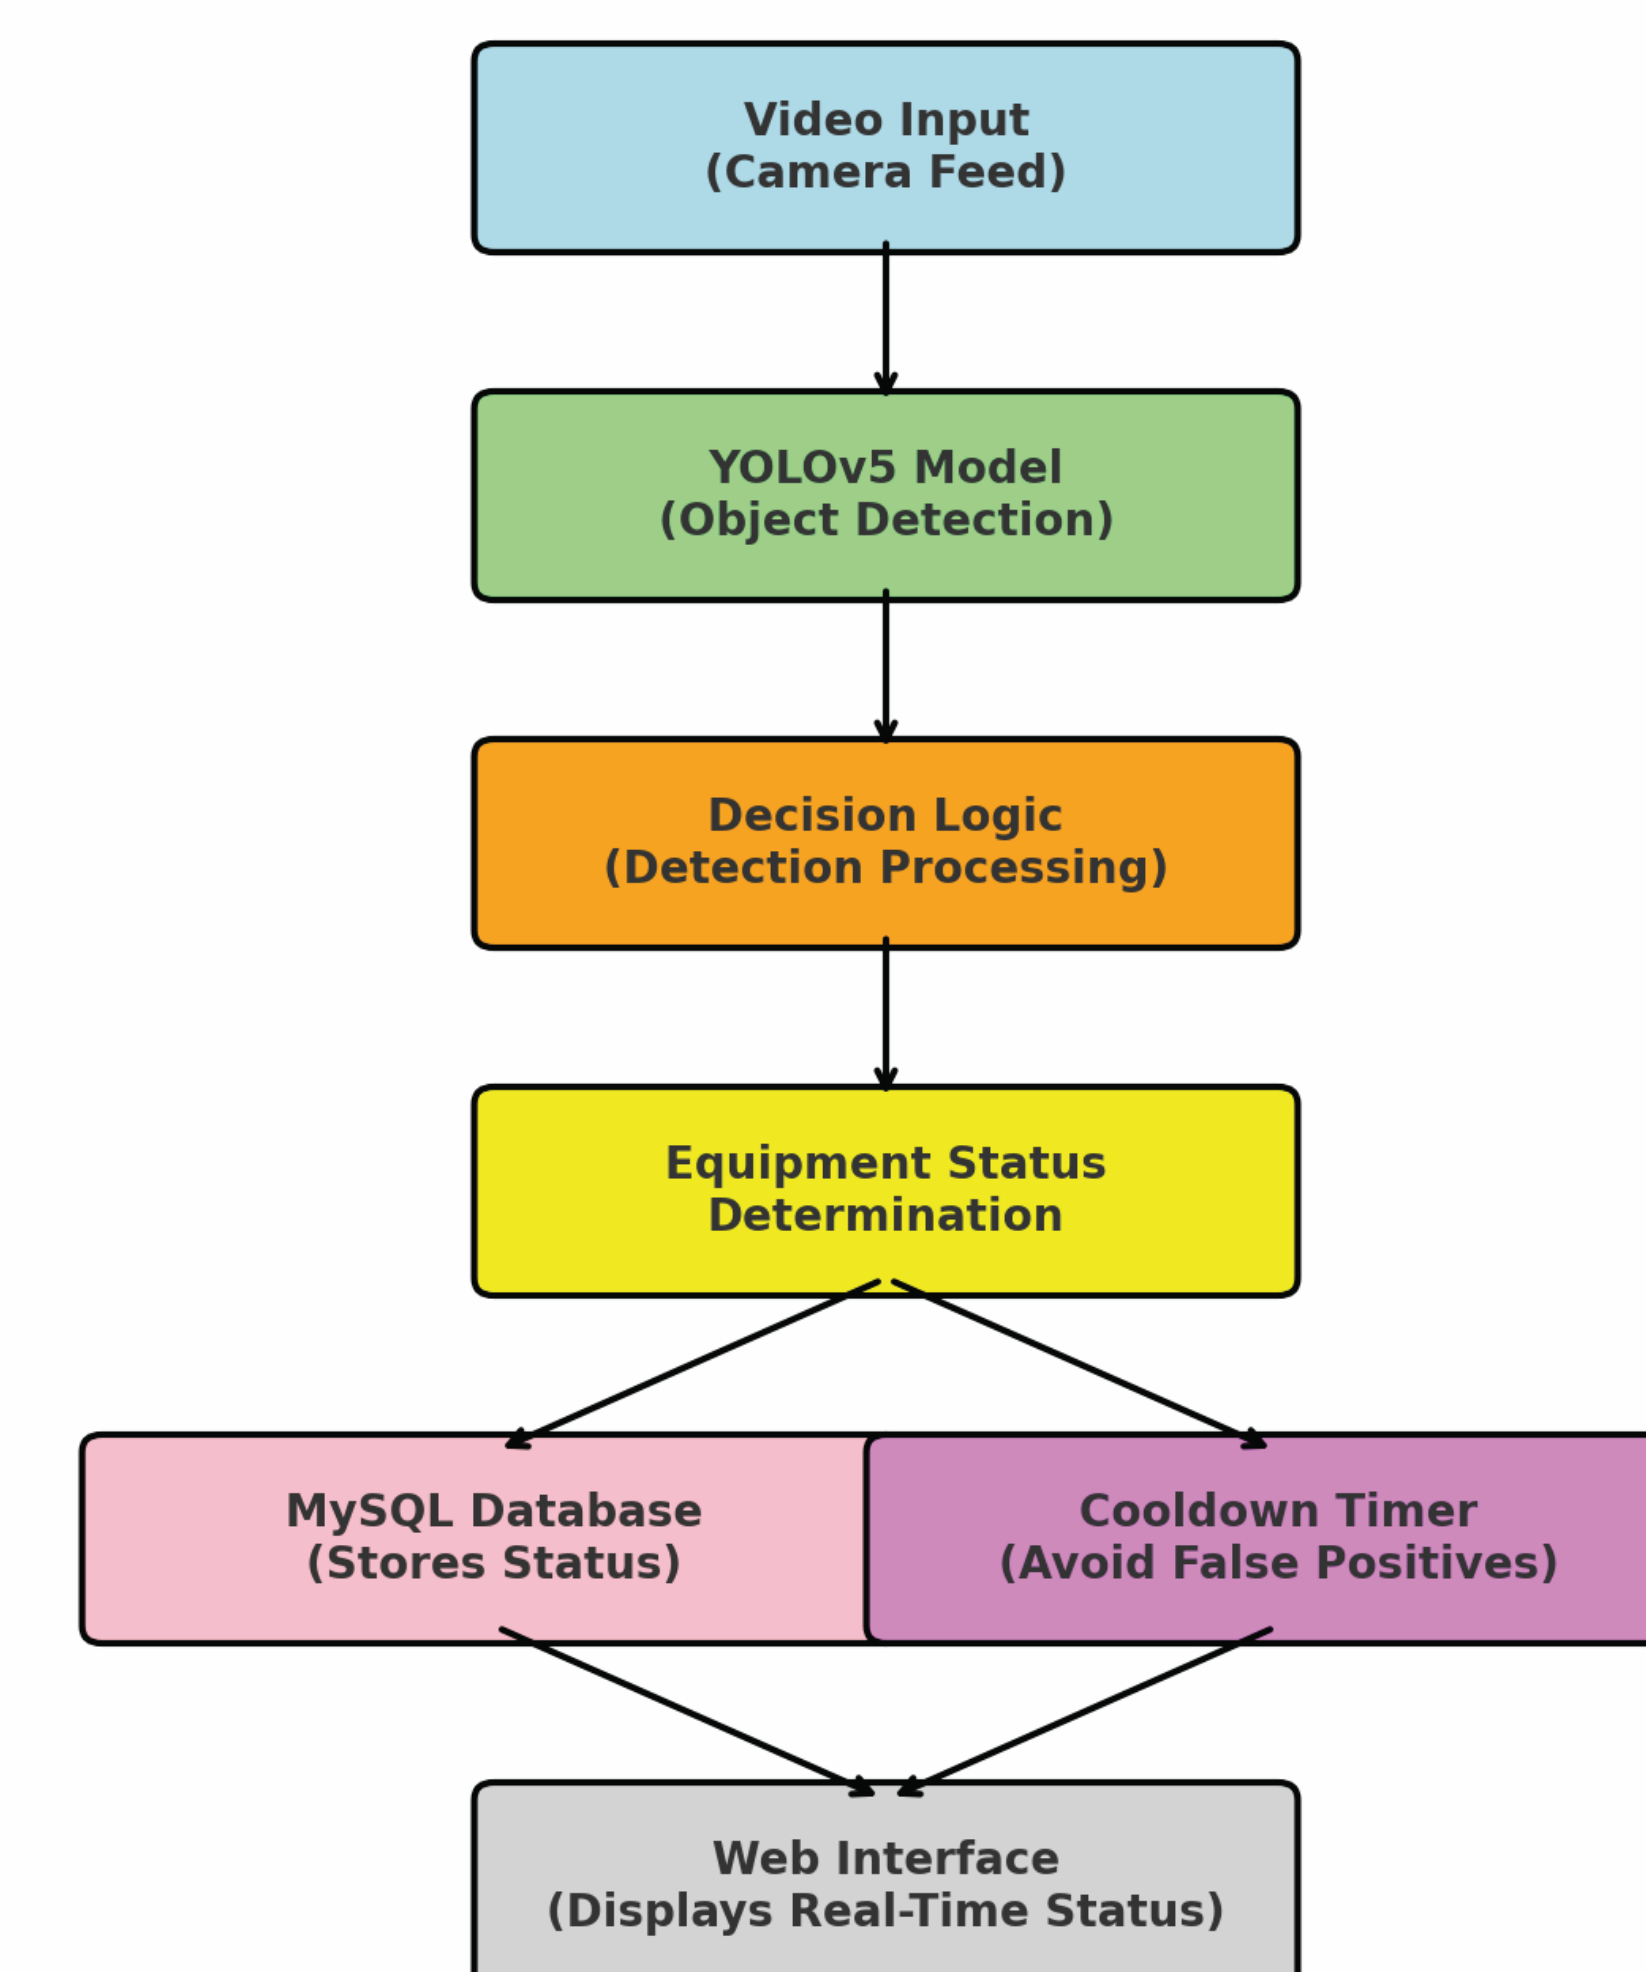 Video Input
(Camera Feed)
YOLOv5 Model
(Object Detection)
Decision Logic
(Detection Processing)
Equipment Status
Determination
MySQL Database
(Stores Status)
Cooldown Timer
(Avoid False Positives)
Web Interface
(Displays Real-Time Status)